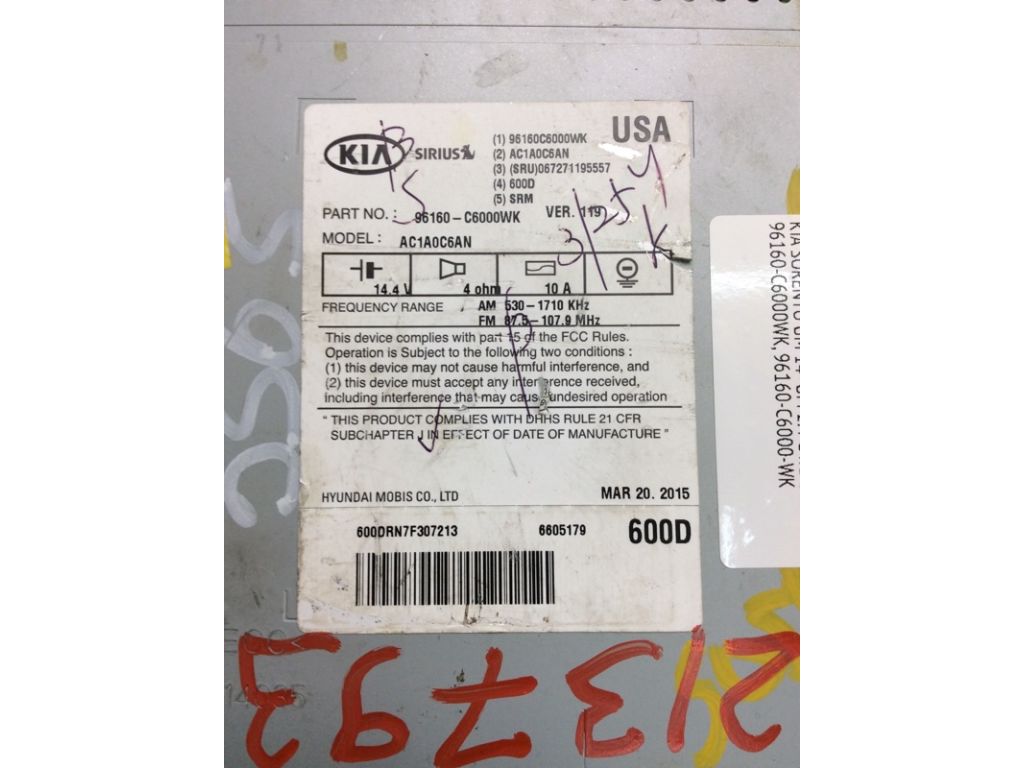 (1) 96160C6000WK
USA
KIA SIRIUS
(2) AC1A0C6AN
(3) (SRU)067271195557
(4) 600D
(5) SRM
PART NO. : 96160-C6000WK VER. 119
MODEL : AC1A0C6AN
14.4 V 4 ohm 10 A
FREQUENCY RANGE AM 530-1710 KHz
FM 87.5-107.9 MHz
This device complies with part 15 of the FCC Rules.
Operation is Subject to the following two conditions :
(1) this device may not cause harmful interference, and
(2) this device must accept any interference received,
including interference that may cause undesired operation
" THIS PRODUCT COMPLIES WITH DHHS RULE 21 CFR
SUBCHAPTER J IN EFFECT OF DATE OF MANUFACTURE "
HYUNDAI MOBIS CO., LTD MAR 20. 2015
600DRN7F307213 6605179 600D
3/25
96160-C6000WK, 96160-C6000-WK
KIA SORENTO UM